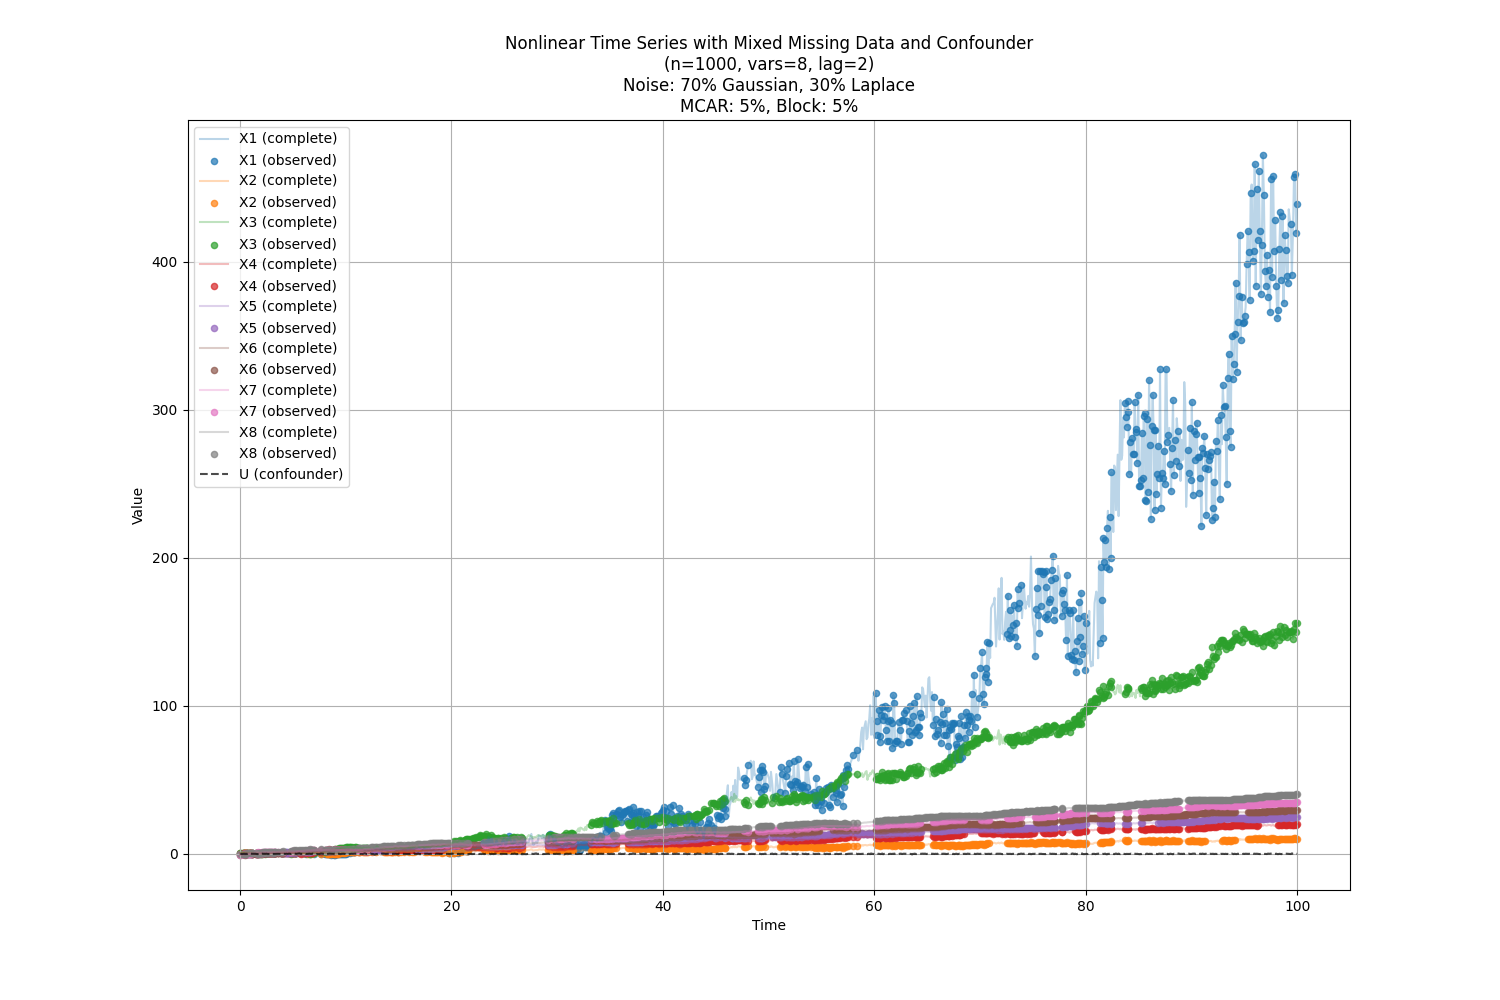 Nonlinear Time Series with Mixed Missing Data and Confounder
(n=1000, vars=8, lag=2)
Noise: 70% Gaussian, 30% Laplace
MCAR: 5%, Block: 5%
X1 (complete)
X1 (observed)
X2 (complete)
X2 (observed)
X3 (complete)
X3 (observed)
X4 (complete)
X4 (observed)
X5 (complete)
X5 (observed)
X6 (complete)
X6 (observed)
X7 (complete)
X7 (observed)
X8 (complete)
X8 (observed)
U (confounder)
Value
400
300
200
100
0
0 20 40 60 80 100
Time